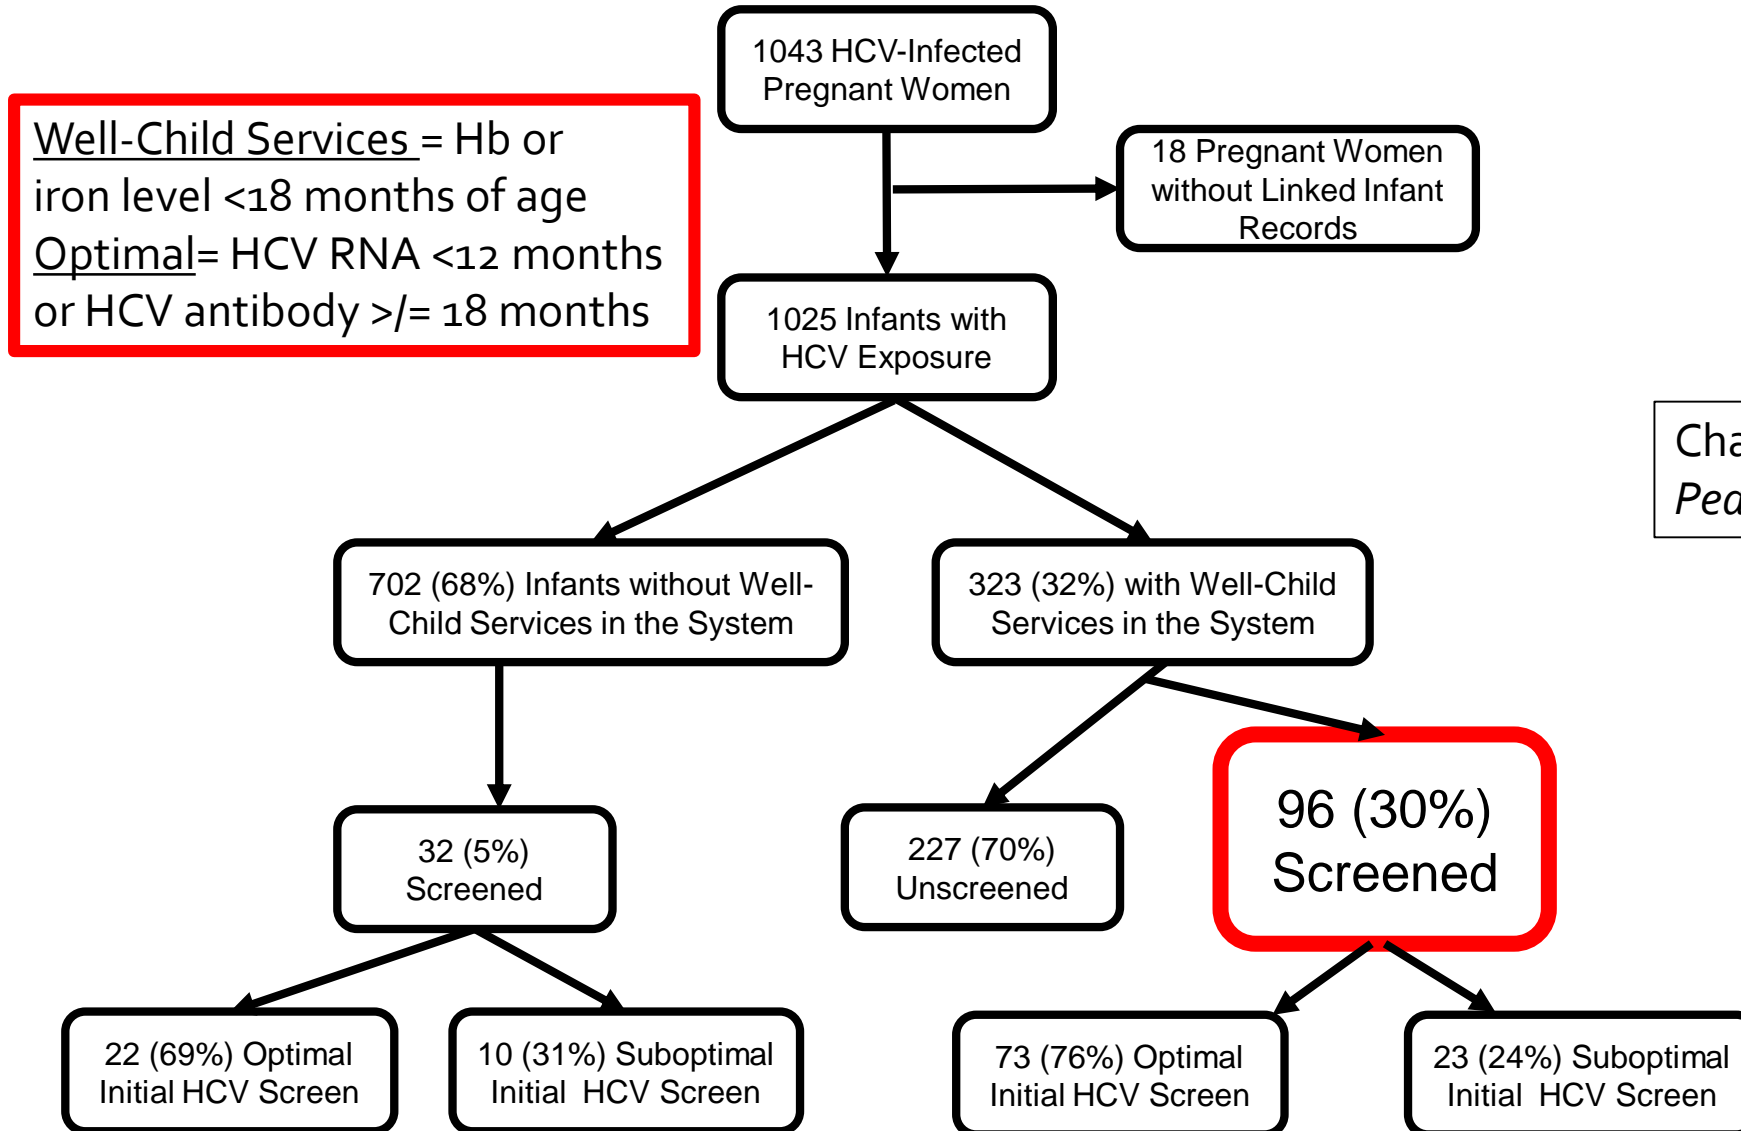 1043 HCV-Infected
Pregnant Women
Well-Child Services = Hb or
iron level <18 months of age
Optimal= HCV RNA <12 months
or HCV antibody >/= 18 months
18 Pregnant Women
without Linked Infant
Records
1025 Infants with
HCV Exposure
702 (68%) Infants without Well-
Child Services in the System
323 (32%) with Well-Child
Services in the System
32 (5%)
Screened
227 (70%)
Unscreened
96 (30%)
Screened
22 (69%) Optimal
Initial HCV Screen
10 (31%) Suboptimal
Initial HCV Screen
73 (76%) Optimal
Initial HCV Screen
23 (24%) Suboptimal
Initial HCV Screen